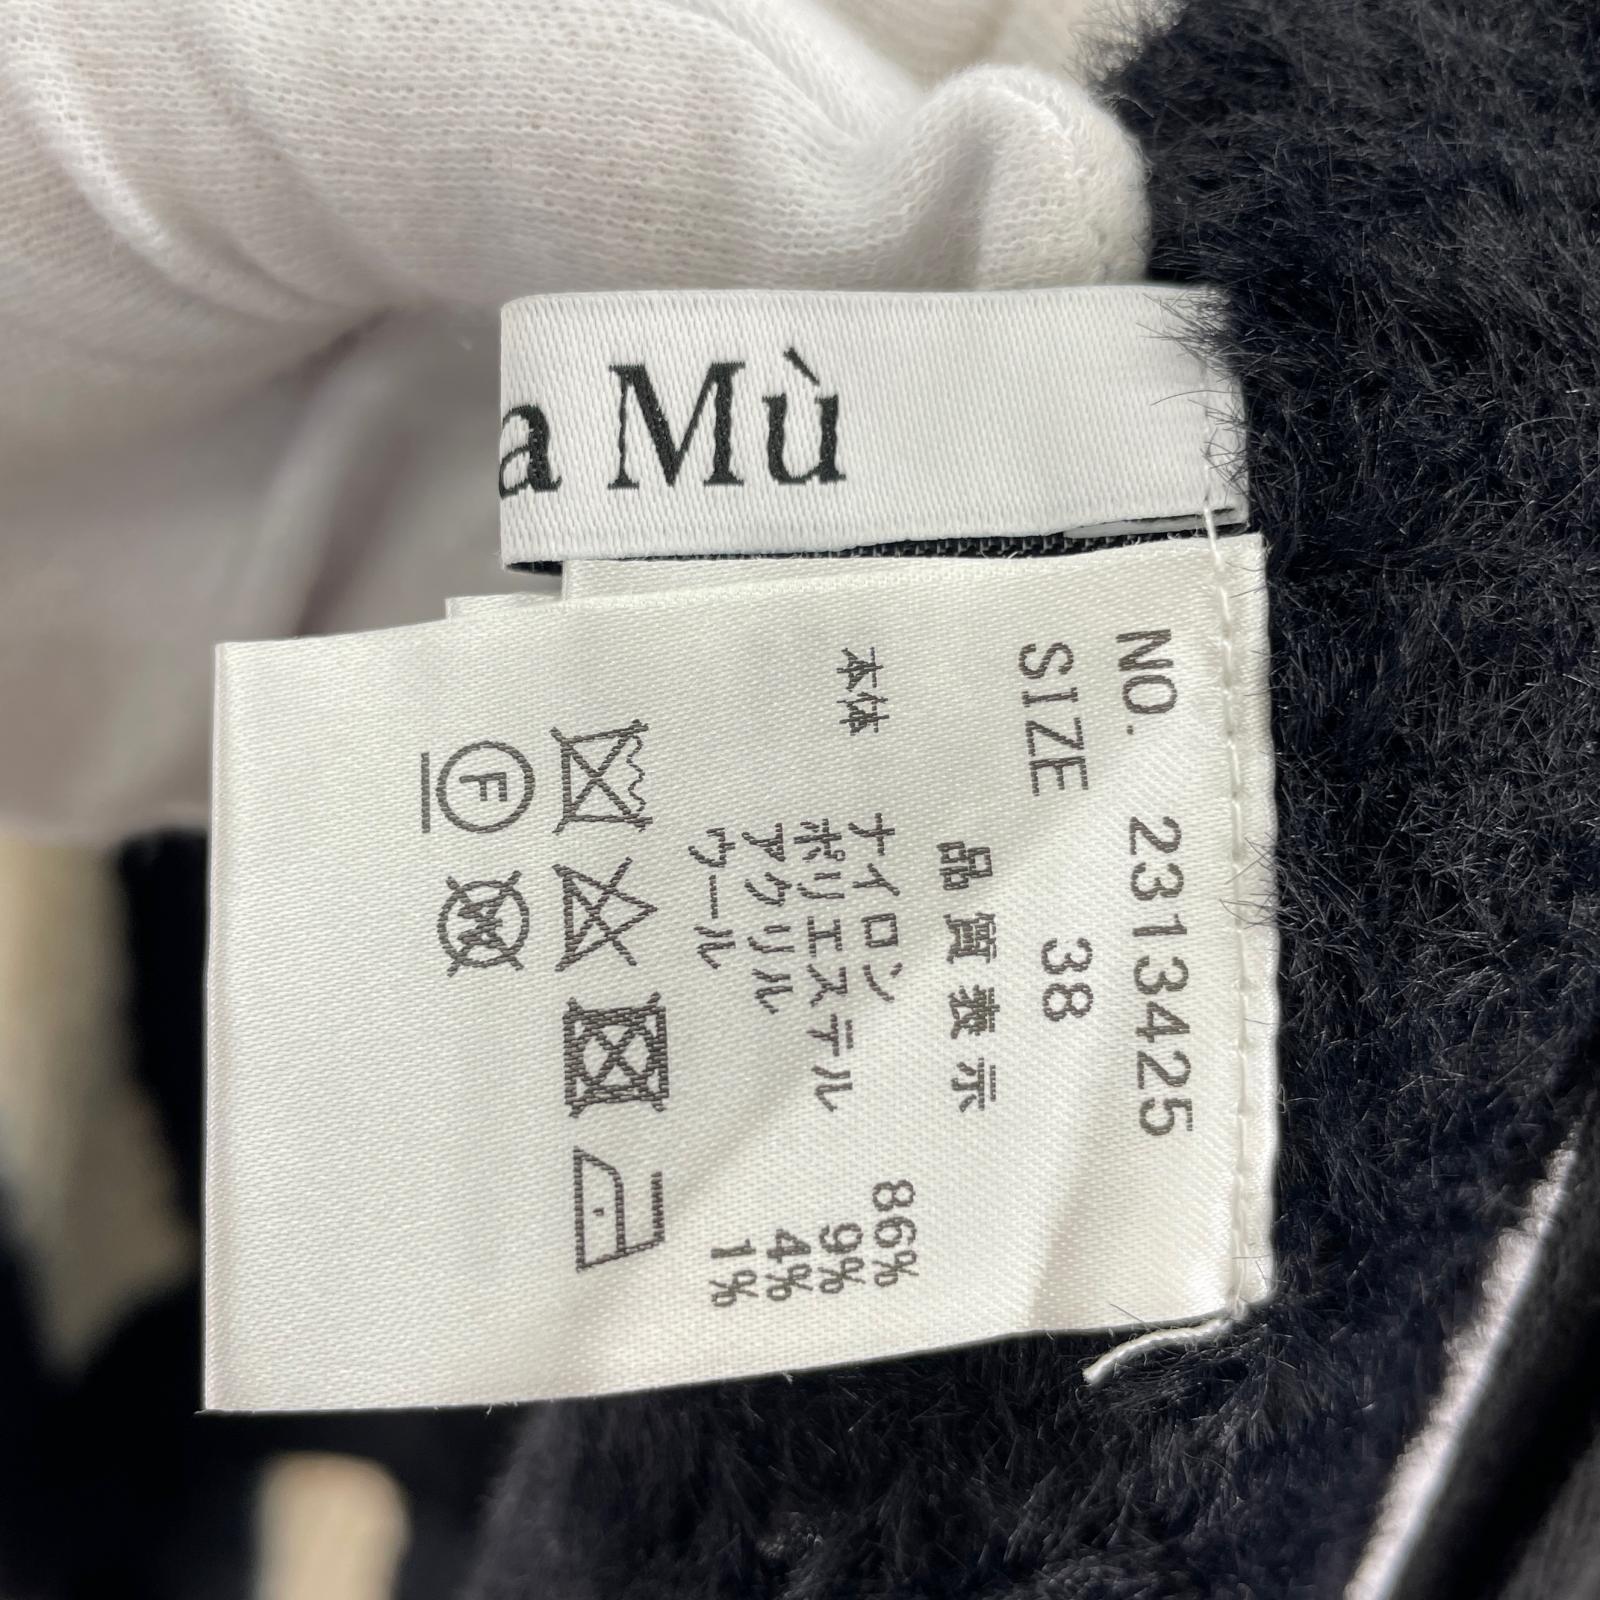 a Mù
NO. 2313425
SIZE 38
品質表示
本体 ナイロン 86%
ポリエステル 9%
アクリル 4%
ウール 1%
F